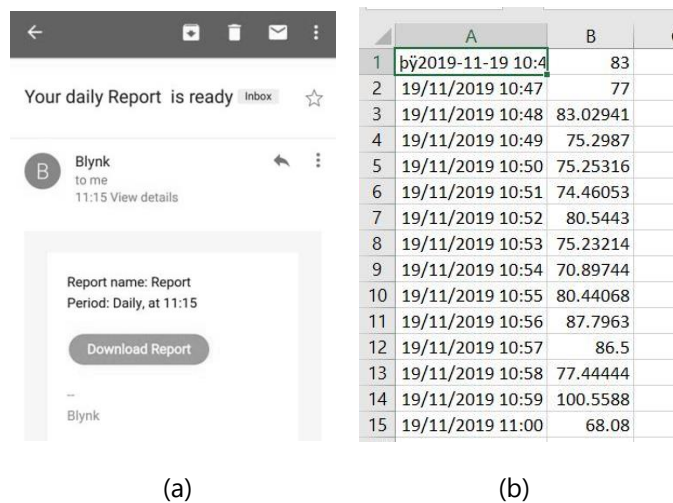 Your daily Report is ready Inbox
B
Blynk
to me
11:15 View details
Report name: Report
Period: Daily, at 11:15
Download Report
--
Blynk
(a)
A B
1 þÿ2019-11-19 10:4 83
2 19/11/2019 10:47 77
3 19/11/2019 10:48 83.02941
4 19/11/2019 10:49 75.2987
5 19/11/2019 10:50 75.25316
6 19/11/2019 10:51 74.46053
7 19/11/2019 10:52 80.5443
8 19/11/2019 10:53 75.23214
9 19/11/2019 10:54 70.89744
10 19/11/2019 10:55 80.44068
11 19/11/2019 10:56 87.7963
12 19/11/2019 10:57 86.5
13 19/11/2019 10:58 77.44444
14 19/11/2019 10:59 100.5588
15 19/11/2019 11:00 68.08
(b)